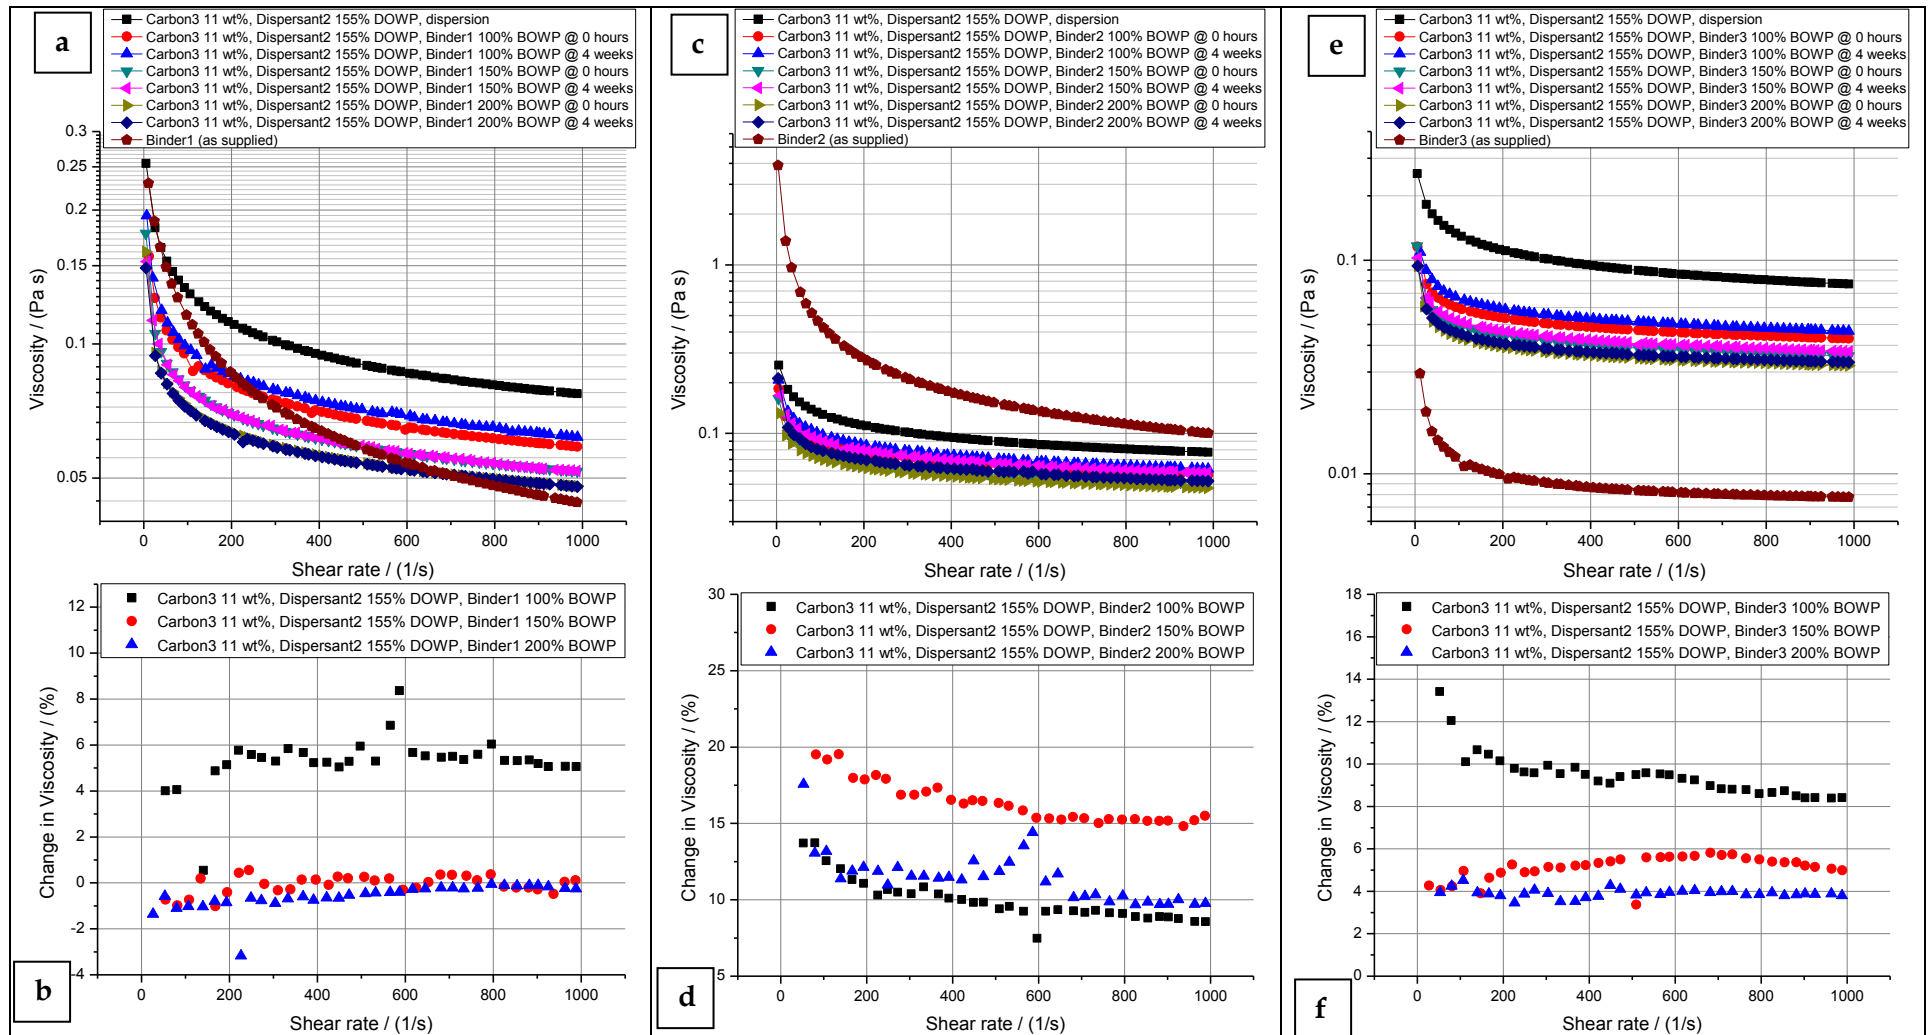 a
Carbon3 11 wt%, Dispersant2 155% DOWP, dispersion
Carbon3 11 wt%, Dispersant2 155% DOWP, Binder1 100% BOWP @ 0 hours
Carbon3 11 wt%, Dispersant2 155% DOWP, Binder1 100% BOWP @ 4 weeks
Carbon3 11 wt%, Dispersant2 155% DOWP, Binder1 150% BOWP @ 0 hours
Carbon3 11 wt%, Dispersant2 155% DOWP, Binder1 150% BOWP @ 4 weeks
Carbon3 11 wt%, Dispersant2 155% DOWP, Binder1 200% BOWP @ 0 hours
Carbon3 11 wt%, Dispersant2 155% DOWP, Binder1 200% BOWP @ 4 weeks
Binder1 (as supplied)
0.3
0.25
0.2
0.15
0.1
0.05
Viscosity / (Pa s)
0 200 400 600 800 1000
Shear rate / (1/s)
b
Carbon3 11 wt%, Dispersant2 155% DOWP, Binder1 100% BOWP
Carbon3 11 wt%, Dispersant2 155% DOWP, Binder1 150% BOWP
Carbon3 11 wt%, Dispersant2 155% DOWP, Binder1 200% BOWP
12
10
8
6
4
2
0
-2
-4
Change in Viscosity / (%)
0 200 400 600 800 1000
Shear rate / (1/s)
c
Carbon3 11 wt%, Dispersant2 155% DOWP, dispersion
Carbon3 11 wt%, Dispersant2 155% DOWP, Binder2 100% BOWP @ 0 hours
Carbon3 11 wt%, Dispersant2 155% DOWP, Binder2 100% BOWP @ 4 weeks
Carbon3 11 wt%, Dispersant2 155% DOWP, Binder2 150% BOWP @ 0 hours
Carbon3 11 wt%, Dispersant2 155% DOWP, Binder2 150% BOWP @ 4 weeks
Carbon3 11 wt%, Dispersant2 155% DOWP, Binder2 200% BOWP @ 0 hours
Carbon3 11 wt%, Dispersant2 155% DOWP, Binder2 200% BOWP @ 4 weeks
Binder2 (as supplied)
1
0.1
Viscosity / (Pa s)
0 200 400 600 800 1000
Shear rate / (1/s)
d
Carbon3 11 wt%, Dispersant2 155% DOWP, Binder2 100% BOWP
Carbon3 11 wt%, Dispersant2 155% DOWP, Binder2 150% BOWP
Carbon3 11 wt%, Dispersant2 155% DOWP, Binder2 200% BOWP
30
25
20
15
10
5
Change in Viscosity / (%)
0 200 400 600 800 1000
Shear rate / (1/s)
e
Carbon3 11 wt%, Dispersant2 155% DOWP, dispersion
Carbon3 11 wt%, Dispersant2 155% DOWP, Binder3 100% BOWP @ 0 hours
Carbon3 11 wt%, Dispersant2 155% DOWP, Binder3 100% BOWP @ 4 weeks
Carbon3 11 wt%, Dispersant2 155% DOWP, Binder3 150% BOWP @ 0 hours
Carbon3 11 wt%, Dispersant2 155% DOWP, Binder3 150% BOWP @ 4 weeks
Carbon3 11 wt%, Dispersant2 155% DOWP, Binder3 200% BOWP @ 0 hours
Carbon3 11 wt%, Dispersant2 155% DOWP, Binder3 200% BOWP @ 4 weeks
Binder3 (as supplied)
0.1
0.01
Viscosity / (Pa s)
0 200 400 600 800 1000
Shear rate / (1/s)
f
Carbon3 11 wt%, Dispersant2 155% DOWP, Binder3 100% BOWP
Carbon3 11 wt%, Dispersant2 155% DOWP, Binder3 150% BOWP
Carbon3 11 wt%, Dispersant2 155% DOWP, Binder3 200% BOWP
18
16
14
12
10
8
6
4
2
0
Change in Viscosity / (%)
0 200 400 600 800 1000
Shear rate / (1/s)